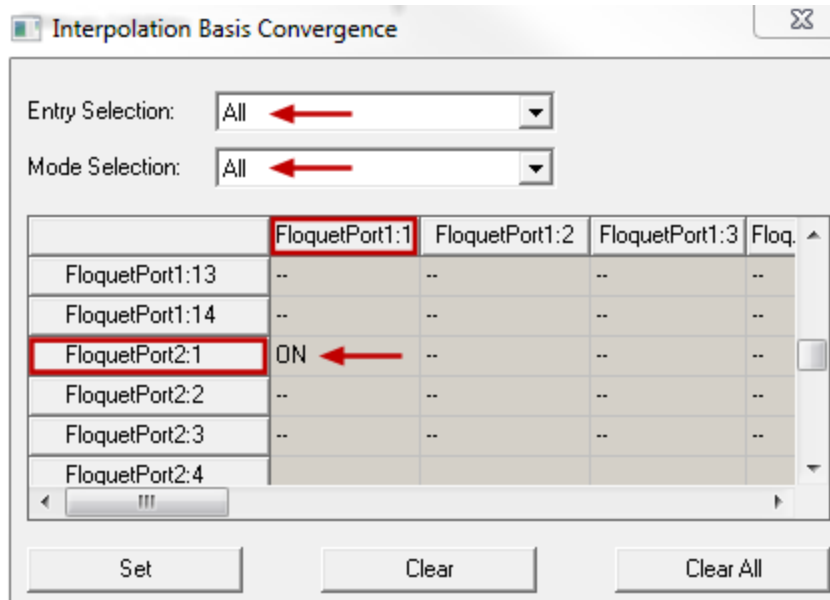 Interpolation Basis Convergence
Entry Selection: All
Mode Selection: All
FloquetPort1:1 FloquetPort1:2 FloquetPort1:3 Floq.
FloquetPort1:13 -- -- -- --
FloquetPort1:14 -- -- -- --
FloquetPort2:1 ON -- -- --
FloquetPort2:2 -- -- -- --
FloquetPort2:3 -- -- -- --
FloquetPort2:4
Set Clear Clear All